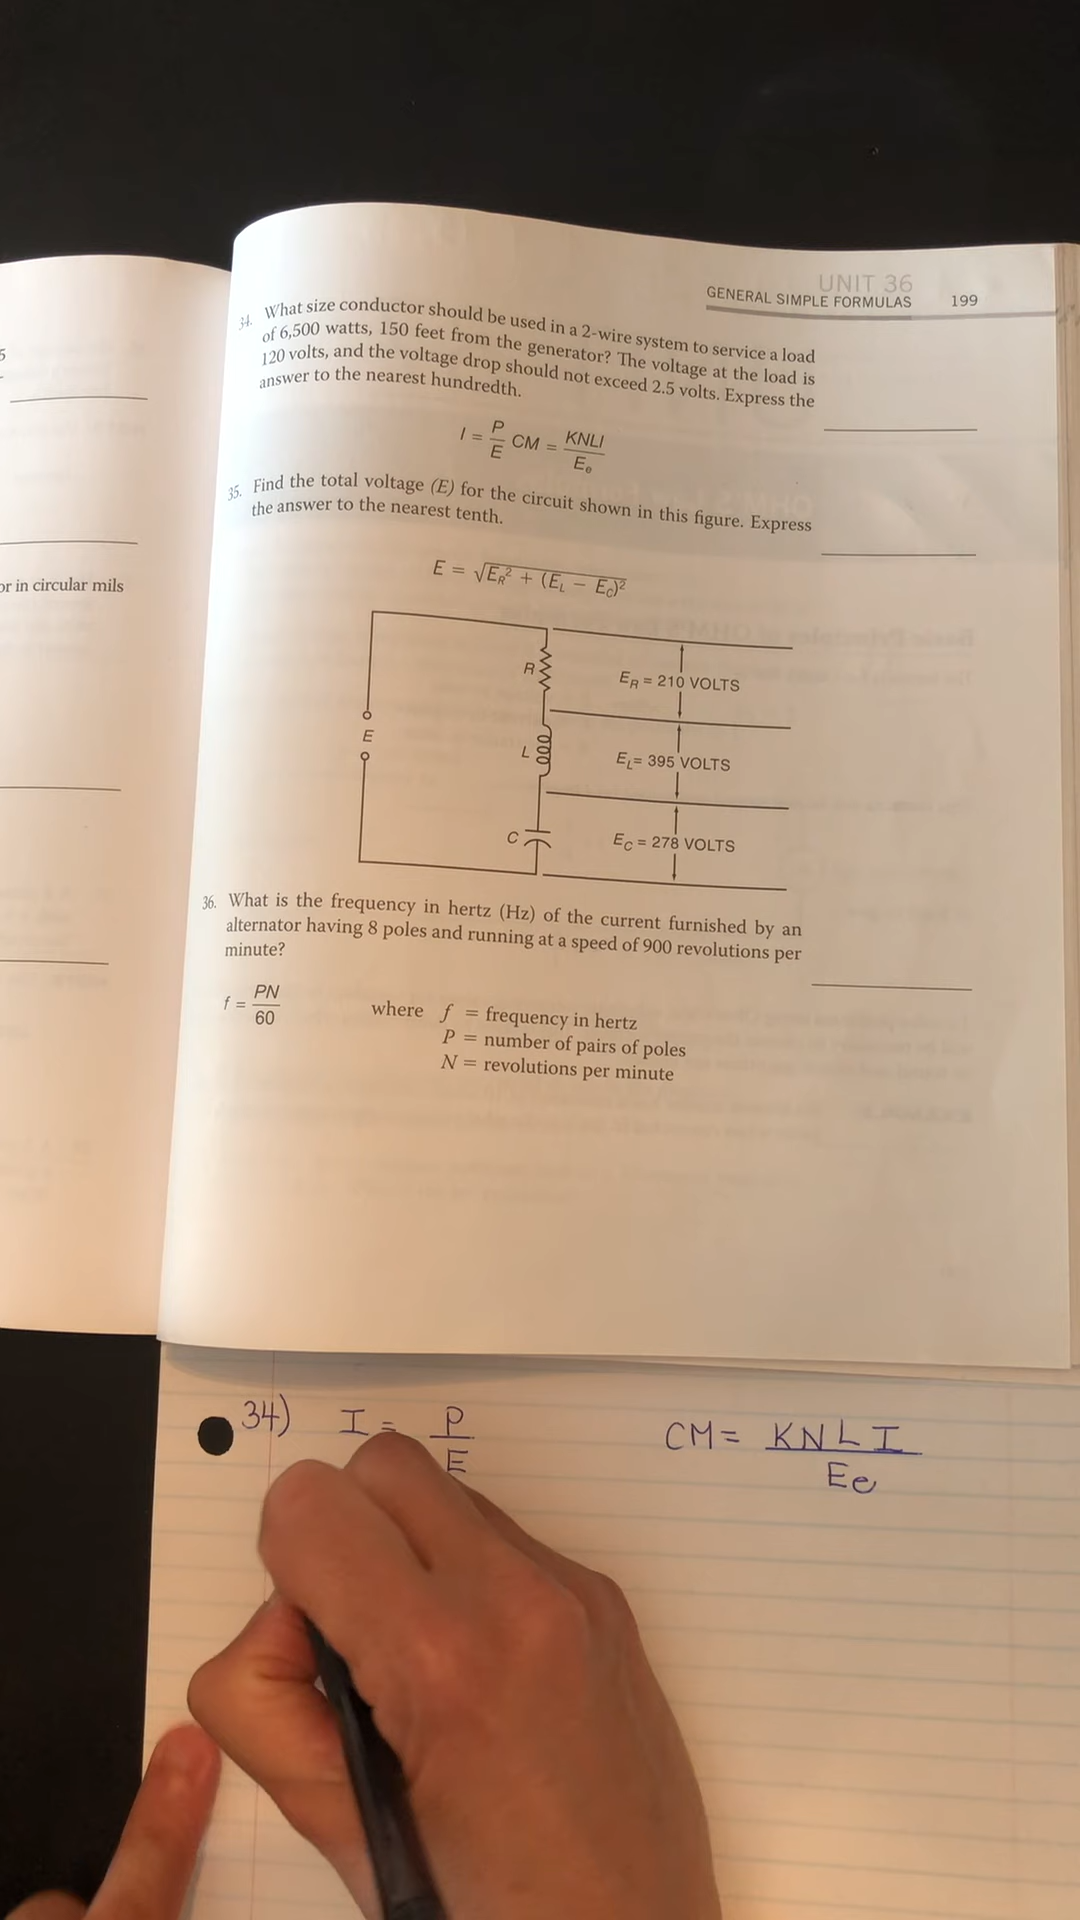 UNIT 36
GENERAL SIMPLE FORMULAS 199
34. What size conductor should be used in a 2-wire system to service a load
of 6,500 watts, 150 feet from the generator? The voltage at the load is
120 volts, and the voltage drop should not exceed 2.5 volts. Express the
answer to the nearest hundredth.
I = P/E CM = KNLI/Ee
35. Find the total voltage (E) for the circuit shown in this figure. Express
the answer to the nearest tenth.
E = √ER² + (EL − EC)²
R
ER = 210 VOLTS
E
L
EL= 395 VOLTS
C
EC = 278 VOLTS
36. What is the frequency in hertz (Hz) of the current furnished by an
alternator having 8 poles and running at a speed of 900 revolutions per
minute?
f = PN/60
where f = frequency in hertz
P = number of pairs of poles
N = revolutions per minute
5
or in circular mils
34) I = P/E CM = KNLI/Ee